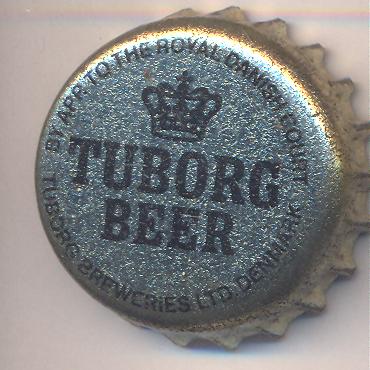 BY APP. TO THE ROYAL DANISH COURT
TUBORG
BEER
TUBORG BREWERIES LTD. DENMARK